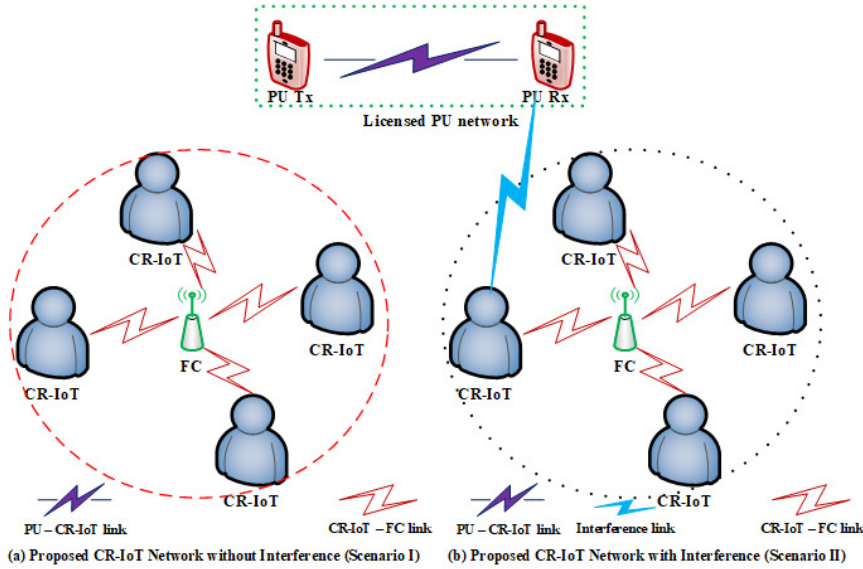 PU Tx
PU Rx
Licensed PU network
CR-IoT
CR-IoT
CR-IoT
FC
CR-IoT
PU – CR-IoT link
CR-IoT – FC link
(a) Proposed CR-IoT Network without Interference (Scenario I)
CR-IoT
CR-IoT
CR-IoT
FC
CR-IoT
PU – CR-IoT link
Interference link
CR-IoT – FC link
(b) Proposed CR-IoT Network with Interference (Scenario II)